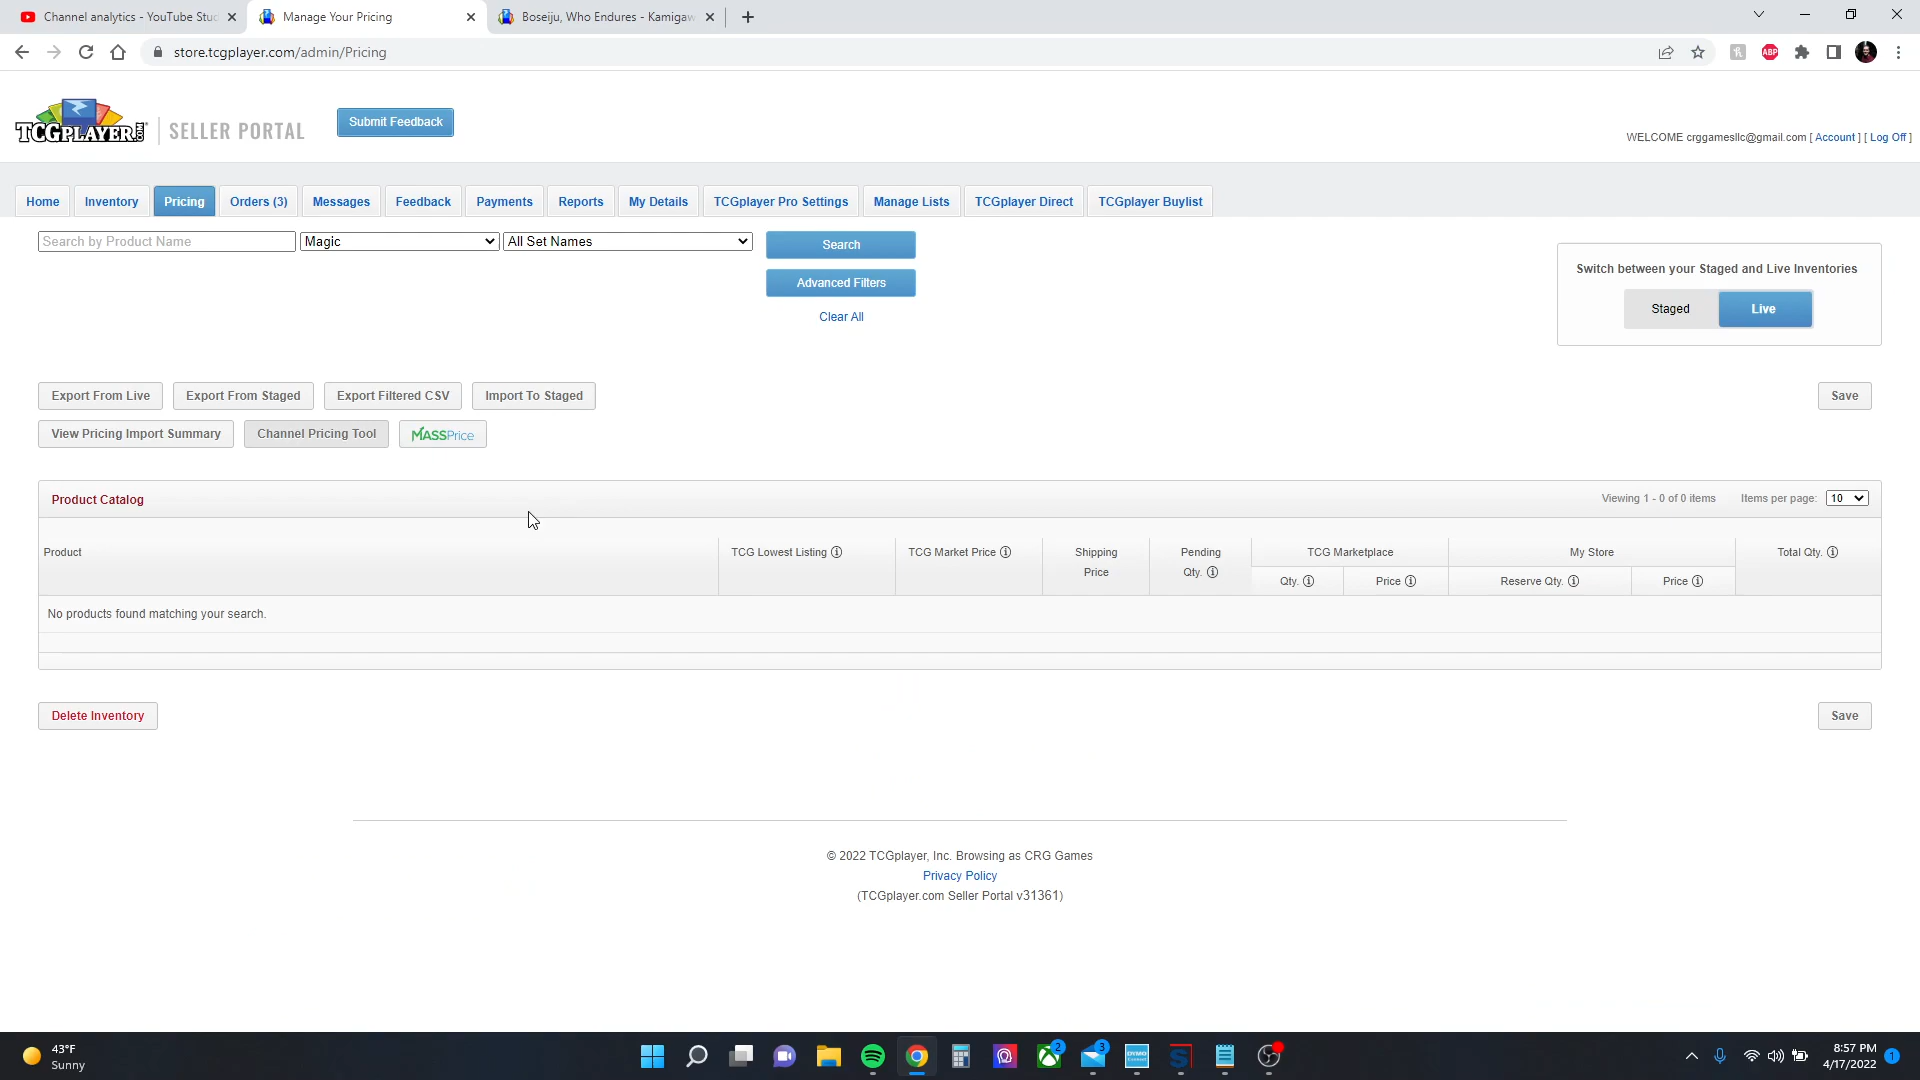 Channel analytics - YouTube Stuc
Manage Your Pricing
Boseiju, Who Endures - Kamigaw
store.tcgplayer.com/admin/Pricing
ABP
TCGPLAYER.COM
SELLER PORTAL
Submit Feedback
WELCOME crggamesllc@gmail.com [ Account ] [ Log Off ]
Home
Inventory
Pricing
Orders (3)
Messages
Feedback
Payments
Reports
My Details
TCGplayer Pro Settings
Manage Lists
TCGplayer Direct
TCGplayer Buylist
Search by Product Name
Magic
All Set Names
Search
Advanced Filters
Clear All
Switch between your Staged and Live Inventories
Staged
Live
Export From Live
Export From Staged
Export Filtered CSV
Import To Staged
Save
View Pricing Import Summary
Channel Pricing Tool
MASSPrice
Product Catalog
Viewing 1 - 0 of 0 items
Items per page:
10
Product
TCG Lowest Listing
TCG Market Price
Shipping
Price
Pending
Qty.
TCG Marketplace
Qty.
Price
My Store
Reserve Qty.
Price
Total Qty.
No products found matching your search.
Delete Inventory
Save
© 2022 TCGplayer, Inc. Browsing as CRG Games
Privacy Policy
(TCGplayer.com Seller Portal v31361)
43°F
Sunny
2
3
DYMO
8:57 PM
4/17/2022
1